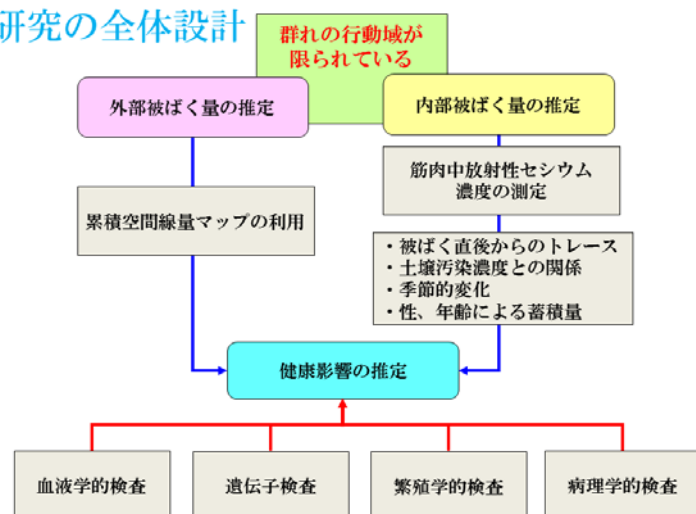 研究の全体設計
群れの行動域が
限られている
外部被ばく量の推定
内部被ばく量の推定
筋肉中放射性セシウム
濃度の測定
累積空間線量マップの利用
・被ばく直後からのトレース
・土壌汚染濃度との関係
・季節的変化
・性、年齢による蓄積量
健康影響の推定
血液学的検査
遺伝子検査
繁殖学的検査
病理学的検査